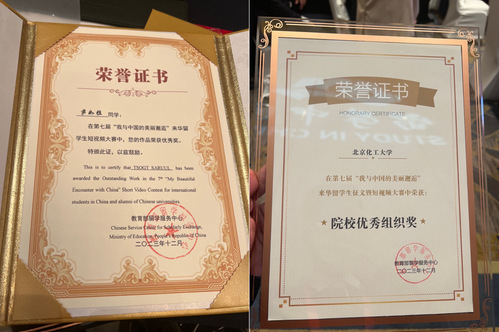 荣誉证书
同学:
在第七届“我与中国的美丽邂逅”来华留
学生短视频大赛中，您的作品荣获优秀奖。
特颁此证，以兹鼓励。
This is to certify that TSOGT SARUUL has been
awarded the Outstanding Work in the 7th "My Beautiful
Encounter with China" Short Video Contest for international
students in China and alumni of Chinese universities.
教育部留学服务中心
Chinese Service Center for Scholarly Exchange,
Ministry of Education, People's Republic of China
二〇二三年十二月
荣誉证书
HONORARY CERTIFICATE
北京化工大学
在第七届“我与中国的美丽邂逅”
来华留学生征文暨短视频大赛中荣获:
★院校优秀组织奖★
教育部留学服务中心
二〇二三年十二月
STUDY IN